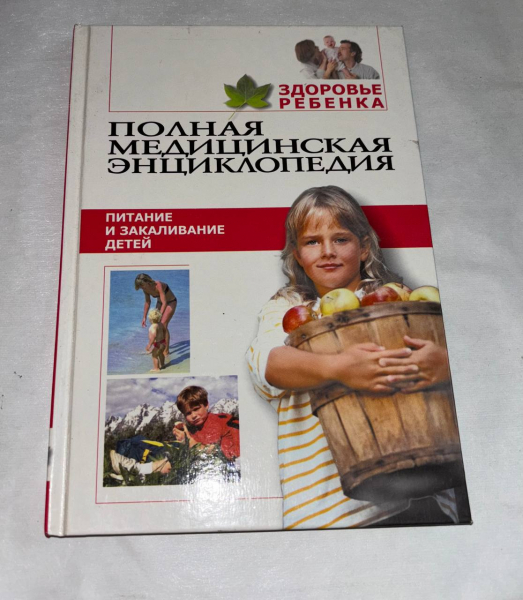 ЗДОРОВЬЕ
РЕБЕНКА
ПОЛНАЯ
МЕДИЦИНСКАЯ
ЭНЦИКЛОПЕДИЯ
ПИТАНИЕ
И ЗАКАЛИВАНИЕ
ДЕТЕЙ